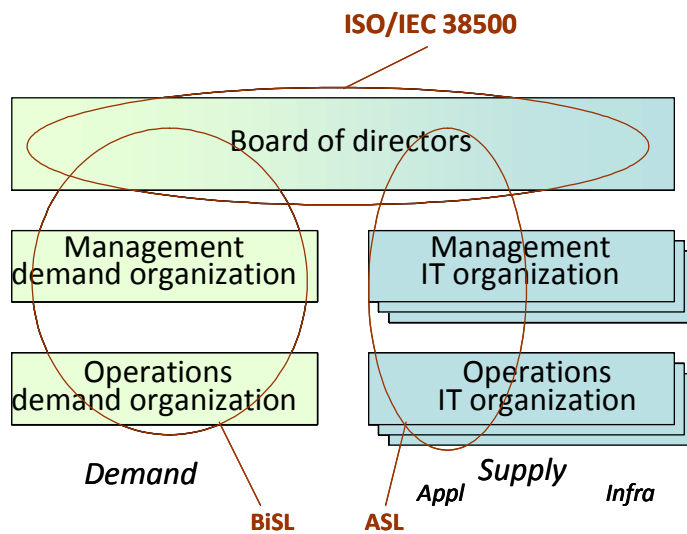 ISO/IEC 38500
Board of directors
Management
demand organization
Management
IT organization
Operations
demand organization
Operations
IT organization
Demand
Supply
Appl
Infra
BiSL
ASL